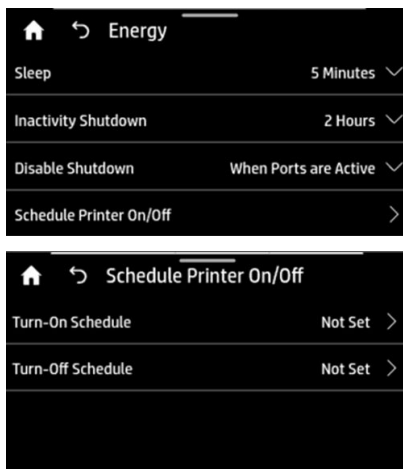 Energy
Sleep 5 Minutes
Inactivity Shutdown 2 Hours
Disable Shutdown When Ports are Active
Schedule Printer On/Off
Schedule Printer On/Off
Turn-On Schedule Not Set
Turn-Off Schedule Not Set